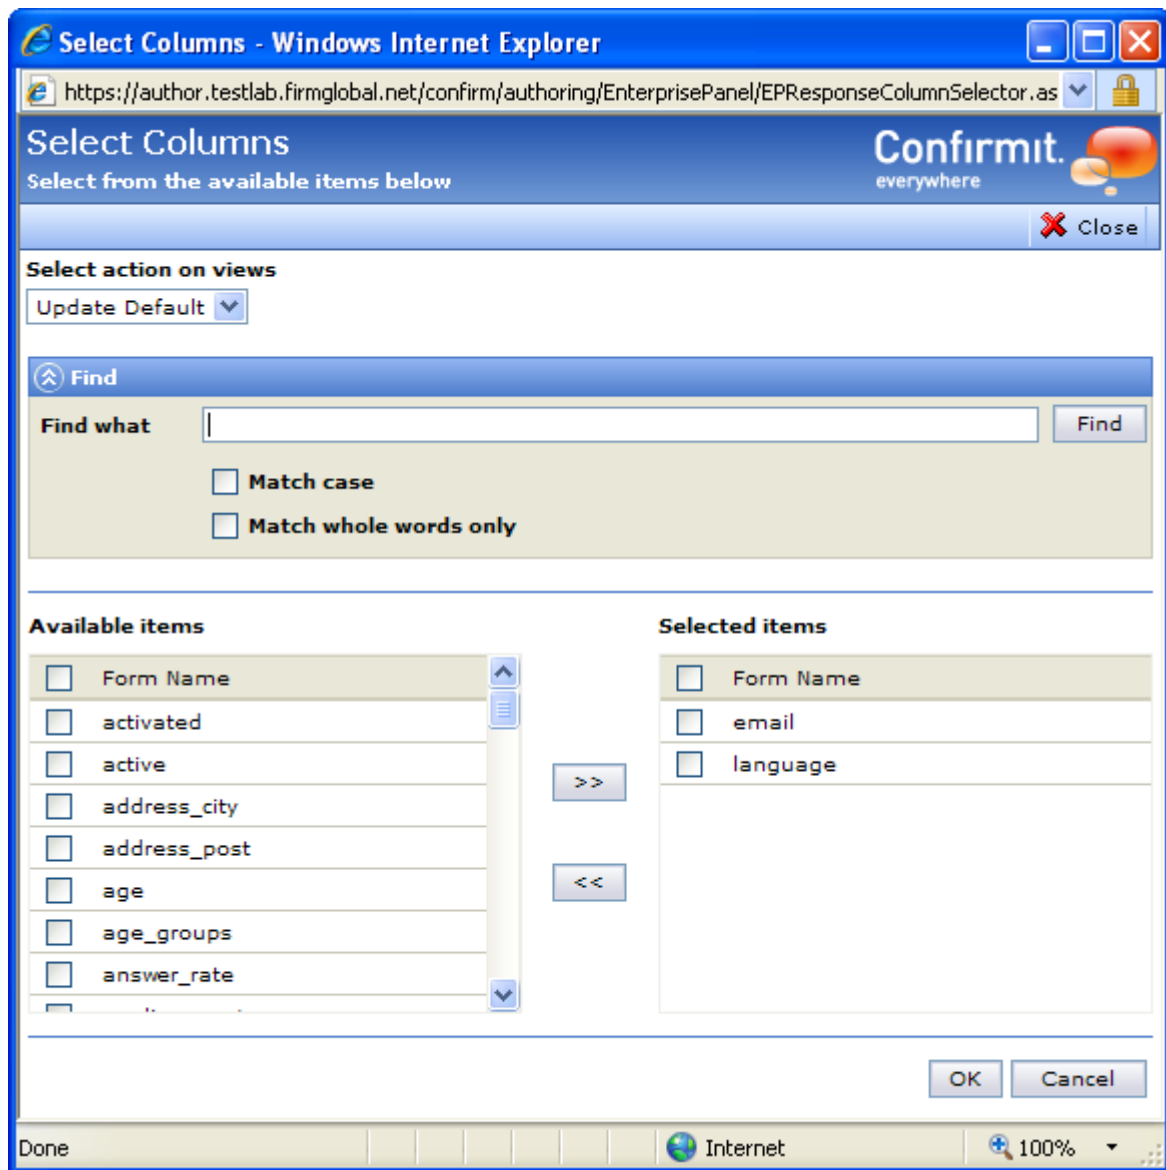 Select Columns - Windows Internet Explorer
https://author.testlab.firmglobal.net/confirm/authoring/EnterprisePanel/EPResponseColumnSelector.as
Select Columns
Select from the available items below
Confirmit.
everywhere
Close
Select action on views
Update Default
Find
Find what
Find
Match case
Match whole words only
Available items
Selected items
Form Name
activated
active
address_city
address_post
age
age_groups
answer_rate
>>
<<
Form Name
email
language
OK
Cancel
Done
Internet
100%